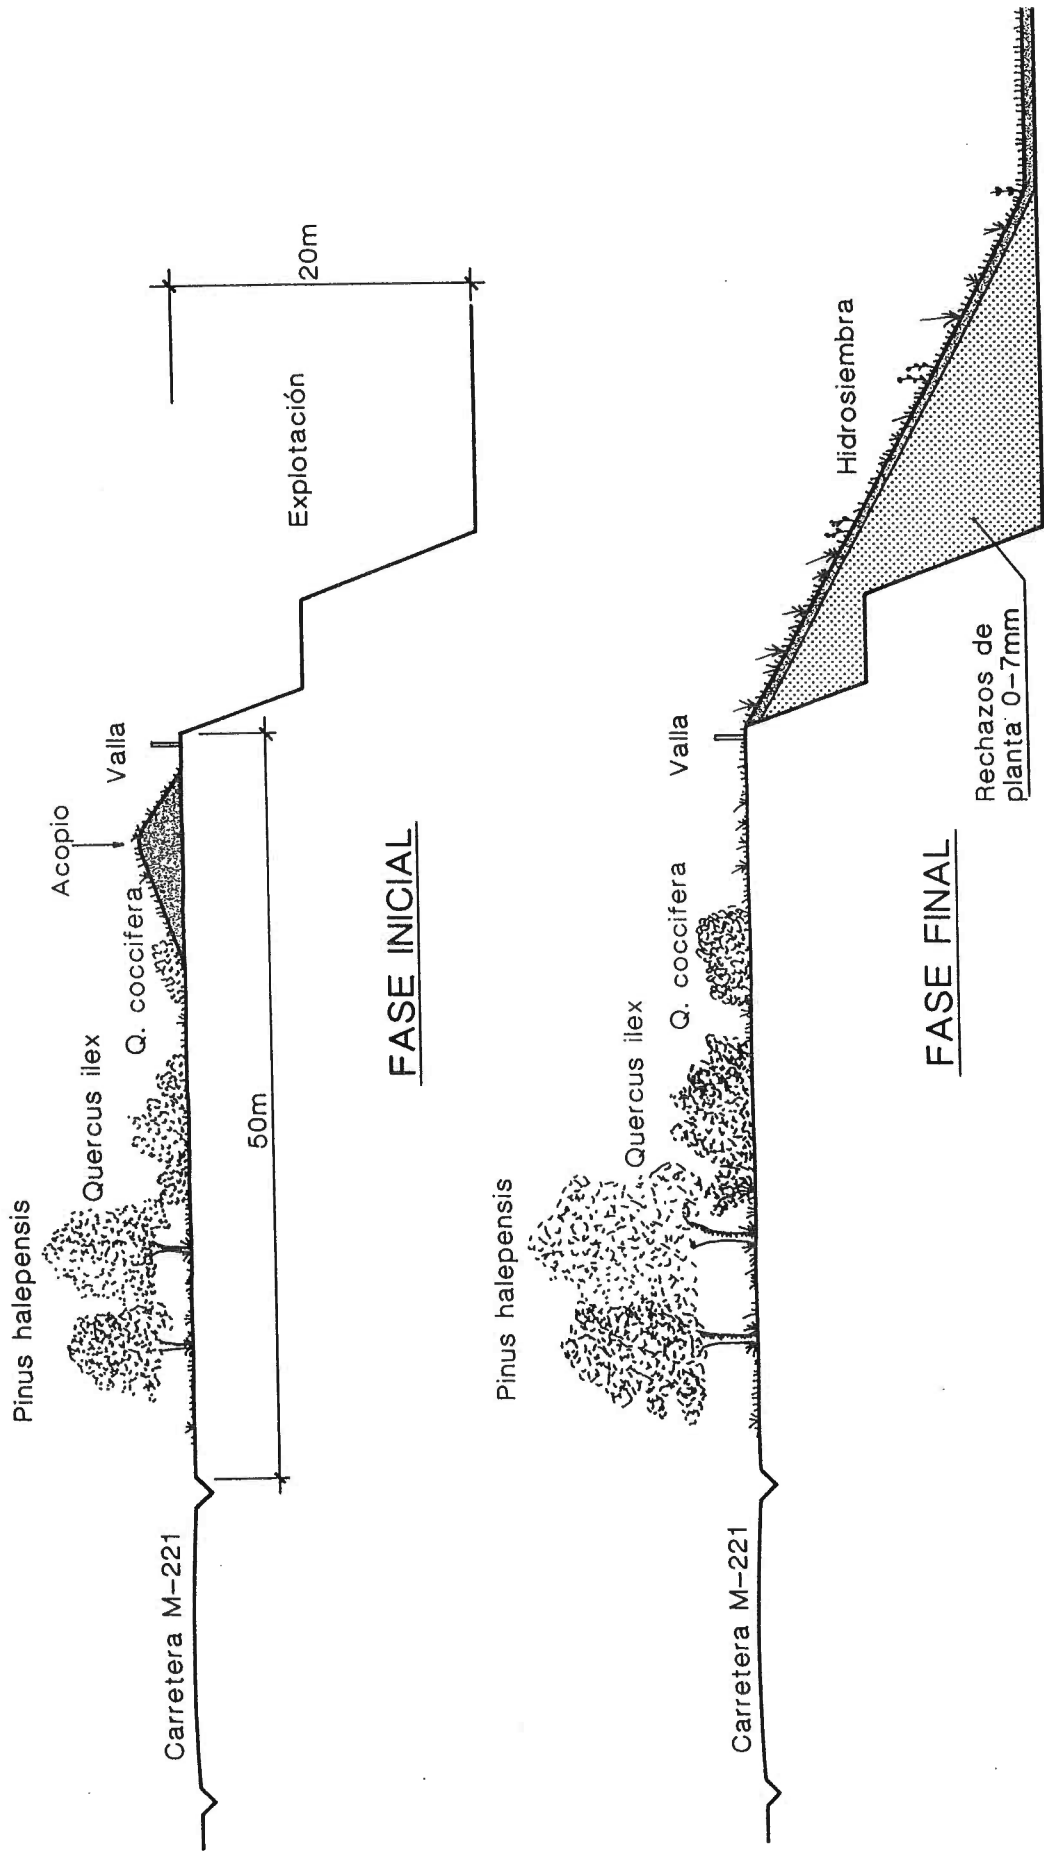 Pinus halepensis
Quercus ilex
Q. coccifera
Acopio
Valla
Carretera M-221
50m
Explotación
20m
FASE INICIAL
Pinus halepensis
Quercus ilex
Q. coccifera
Valla
Hidrosiembra
Carretera M-221
Rechazos de
planta 0-7mm
FASE FINAL